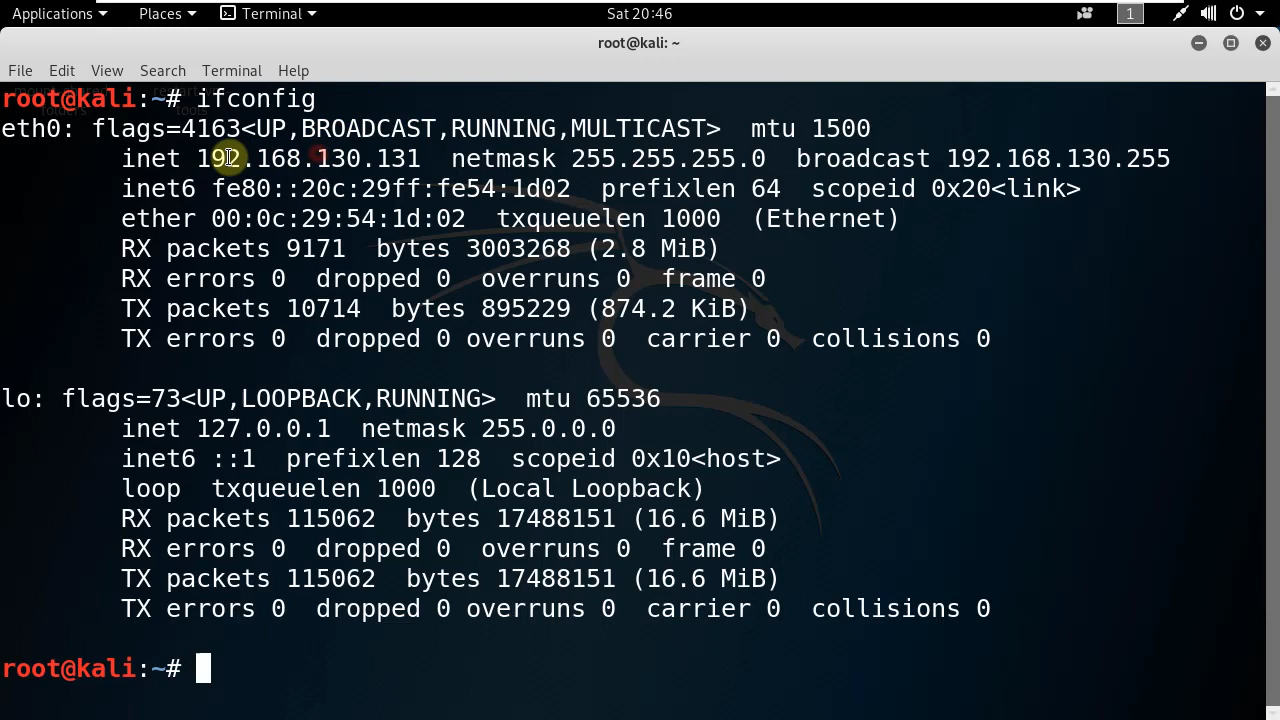 Applications Places Terminal Sat 20:46 1
root@kali: ~
File Edit View Search Terminal Help
root@kali:~# ifconfig
eth0: flags=4163<UP,BROADCAST,RUNNING,MULTICAST>  mtu 1500
        inet 192.168.130.131  netmask 255.255.255.0  broadcast 192.168.130.255
        inet6 fe80::20c:29ff:fe54:1d02  prefixlen 64  scopeid 0x20<link>
        ether 00:0c:29:54:1d:02  txqueuelen 1000  (Ethernet)
        RX packets 9171  bytes 3003268 (2.8 MiB)
        RX errors 0  dropped 0  overruns 0  frame 0
        TX packets 10714  bytes 895229 (874.2 KiB)
        TX errors 0  dropped 0 overruns 0  carrier 0  collisions 0
lo: flags=73<UP,LOOPBACK,RUNNING>  mtu 65536
        inet 127.0.0.1  netmask 255.0.0.0
        inet6 ::1  prefixlen 128  scopeid 0x10<host>
        loop  txqueuelen 1000  (Local Loopback)
        RX packets 115062  bytes 17488151 (16.6 MiB)
        RX errors 0  dropped 0  overruns 0  frame 0
        TX packets 115062  bytes 17488151 (16.6 MiB)
        TX errors 0  dropped 0 overruns 0  carrier 0  collisions 0
root@kali:~#